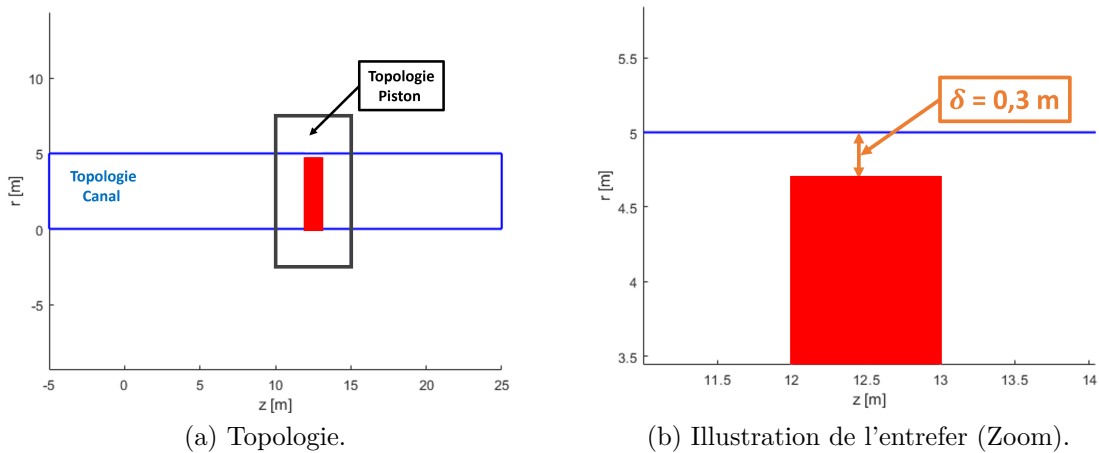 Topologie
Piston
Topologie
Canal
r [m]
10
5
0
-5
-5
0
5
10
15
20
25
z [m]
(a) Topologie.
δ = 0,3 m
r [m]
5.5
5
4.5
4
3.5
11.5
12
12.5
13
13.5
14
z [m]
(b) Illustration de l'entrefer (Zoom).